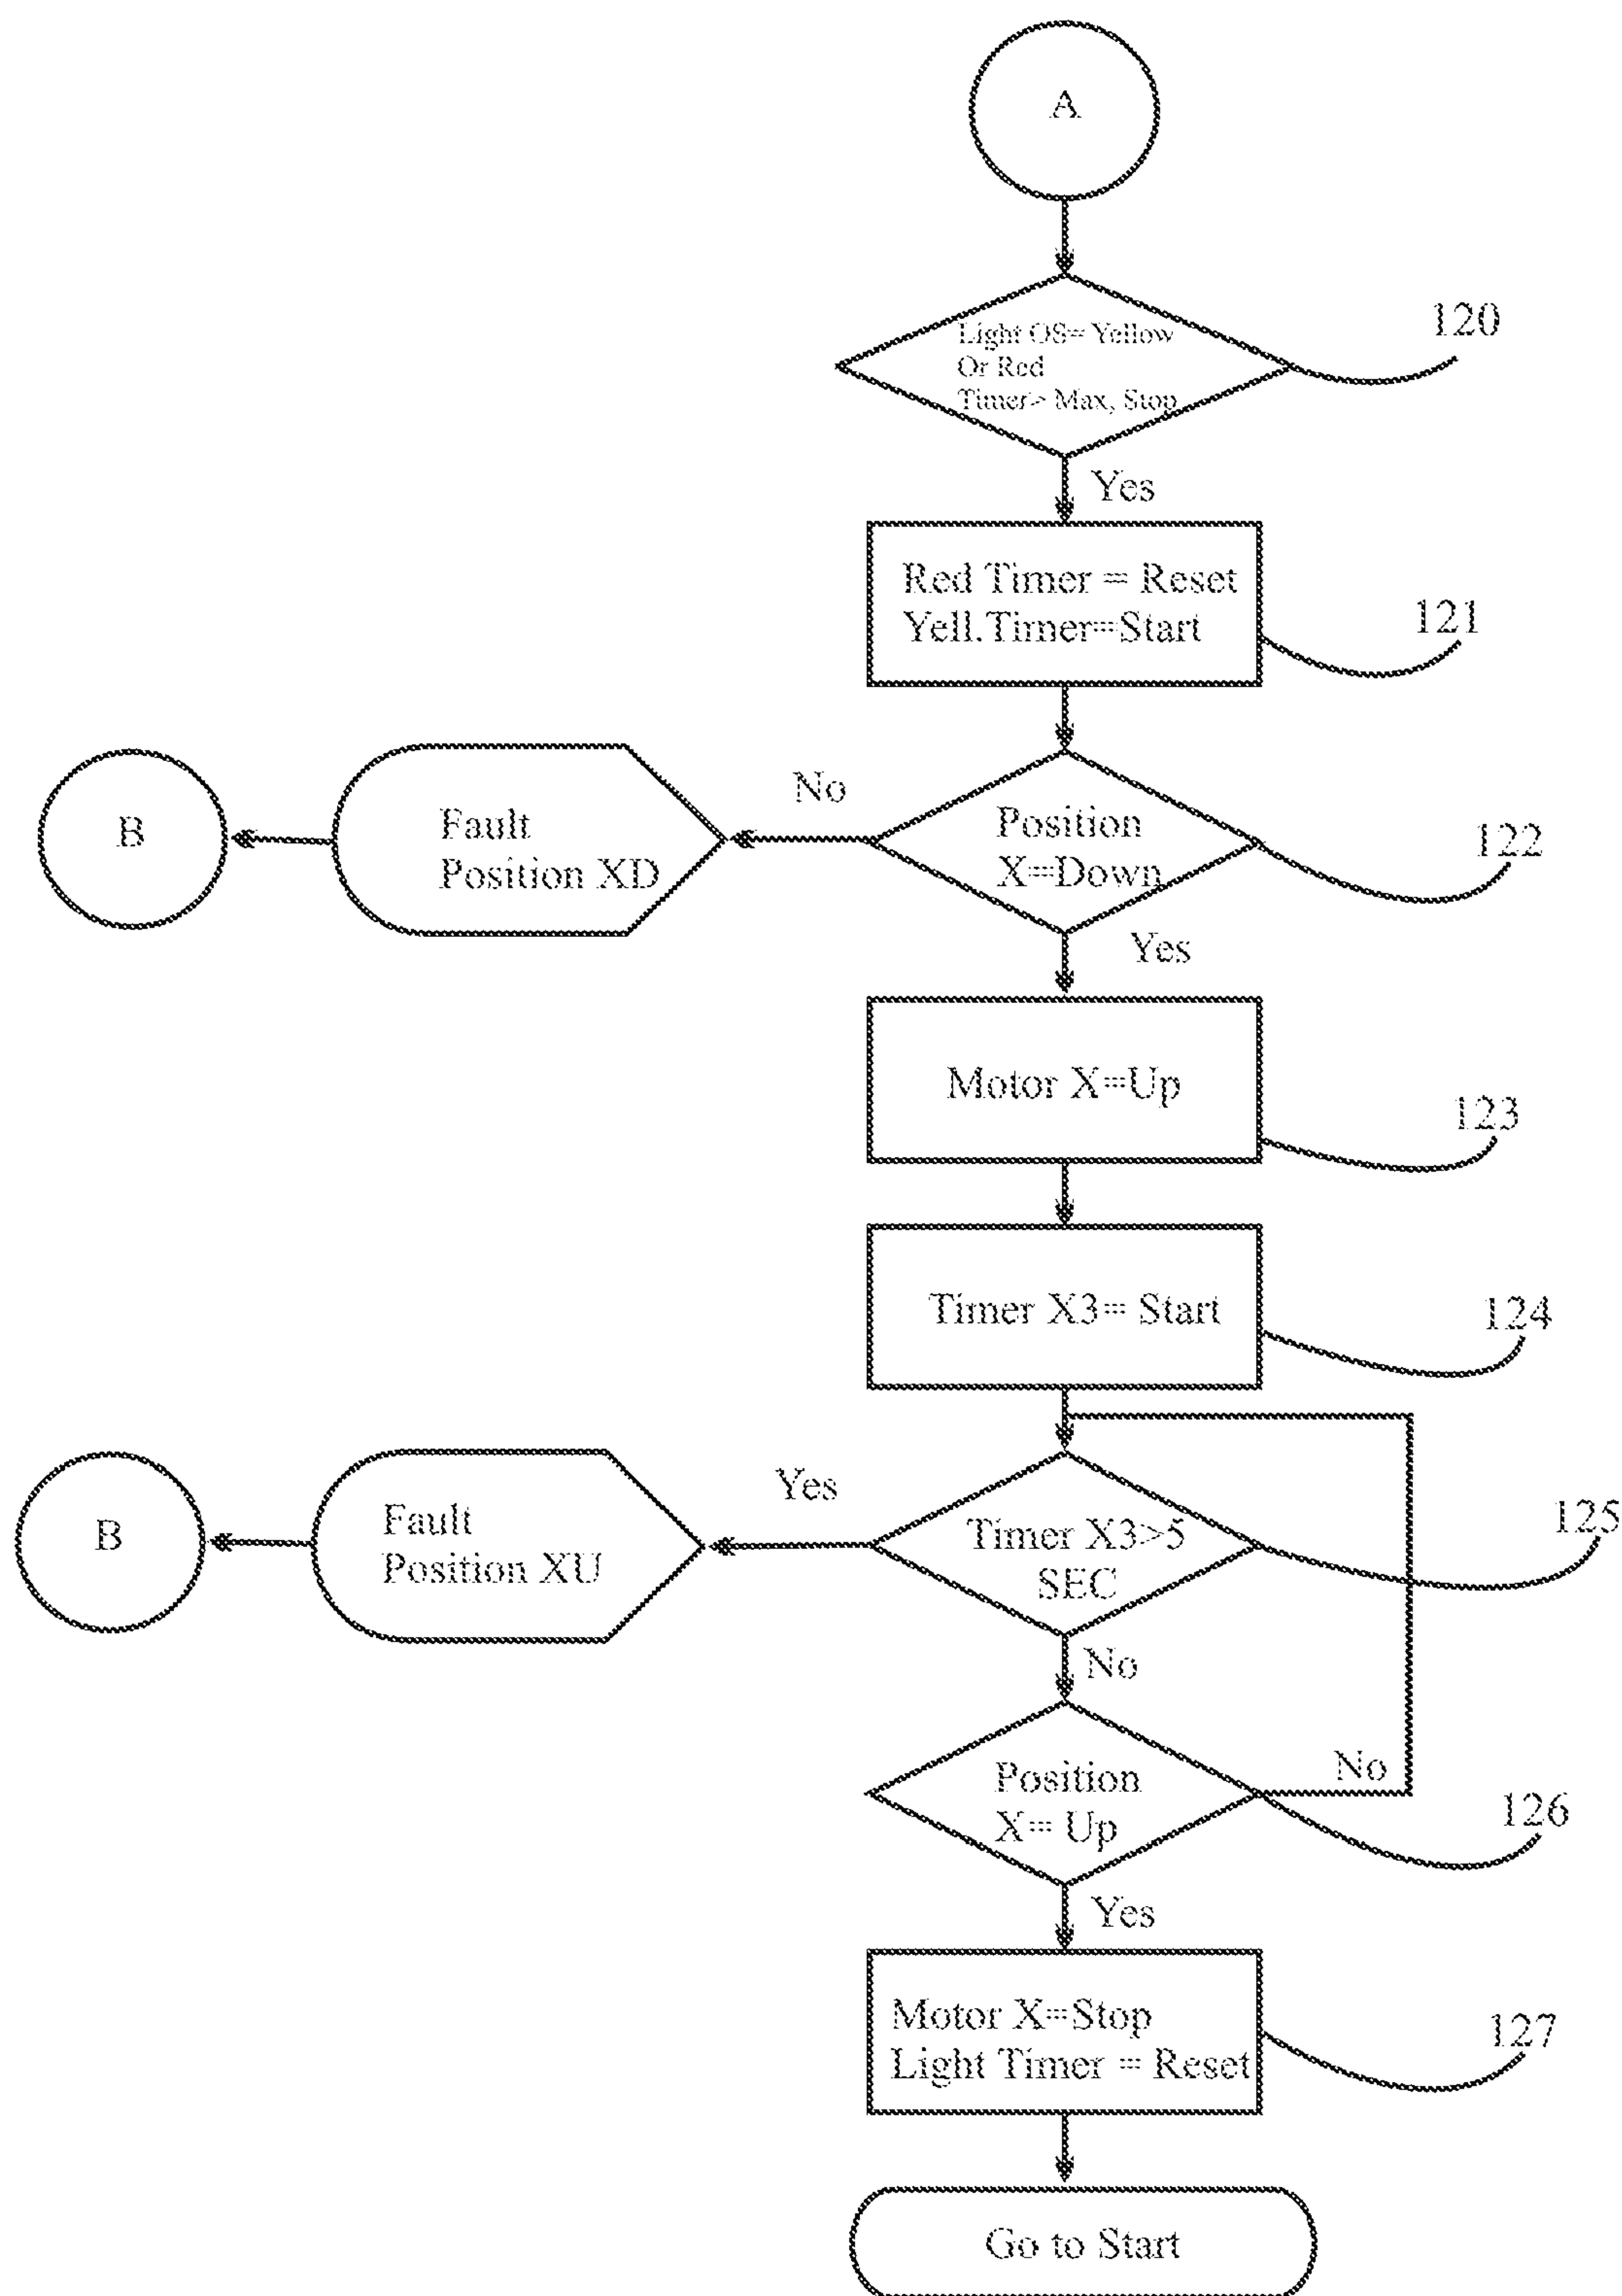 A
Light OS= Yellow
Or Red
Timer> Max, Stop
120
Yes
Red Timer = Reset
Yell.Timer=Start
121
B
Fault
Position XD
No
Position
X=Down
122
Yes
Motor X=Up
123
Timer X3= Start
124
B
Fault
Position XU
Yes
Timer X3>5
SEC
125
No
Position
X= Up
No
126
Yes
Motor X=Stop
Light Timer = Reset
127
Go to Start